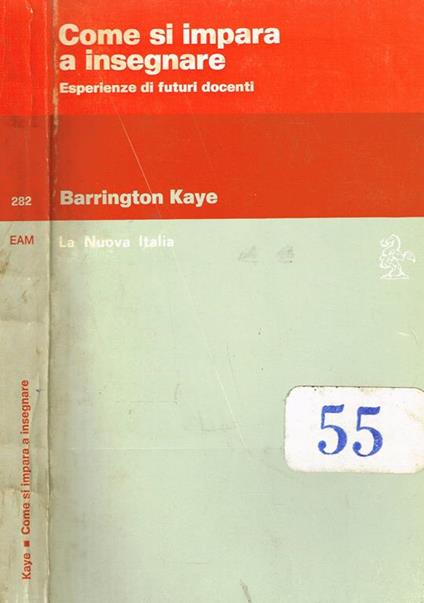 Come si impara
a insegnare
Esperienze di futuri docenti
Barrington Kaye
La Nuova Italia
55
282
EAM
Kaye ■ Come si impara a insegnare